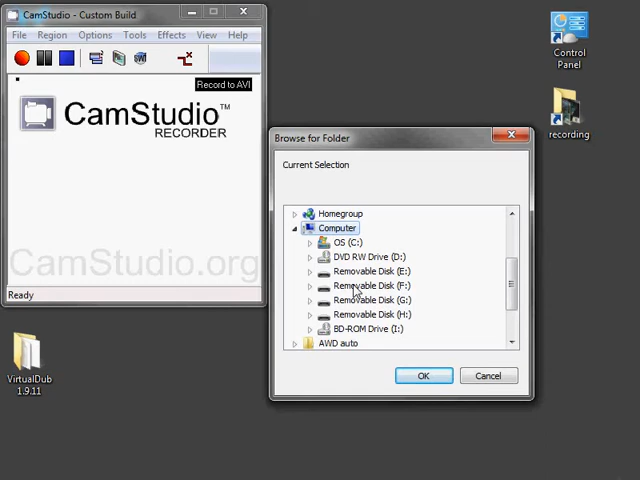 CamStudio - Custom Build
File Region Options Tools Effects View Help
Record to AVI
CamStudio™
RECORDER
CamStudio.org
Ready
Control
Panel
recording
VirtualDub
1.9.11
Browse for Folder
Current Selection
Homegroup
Computer
OS (C:)
DVD RW Drive (D:)
Removable Disk (E:)
Removable Disk (F:)
Removable Disk (G:)
Removable Disk (H:)
BD-ROM Drive (I:)
AWD auto
OK Cancel